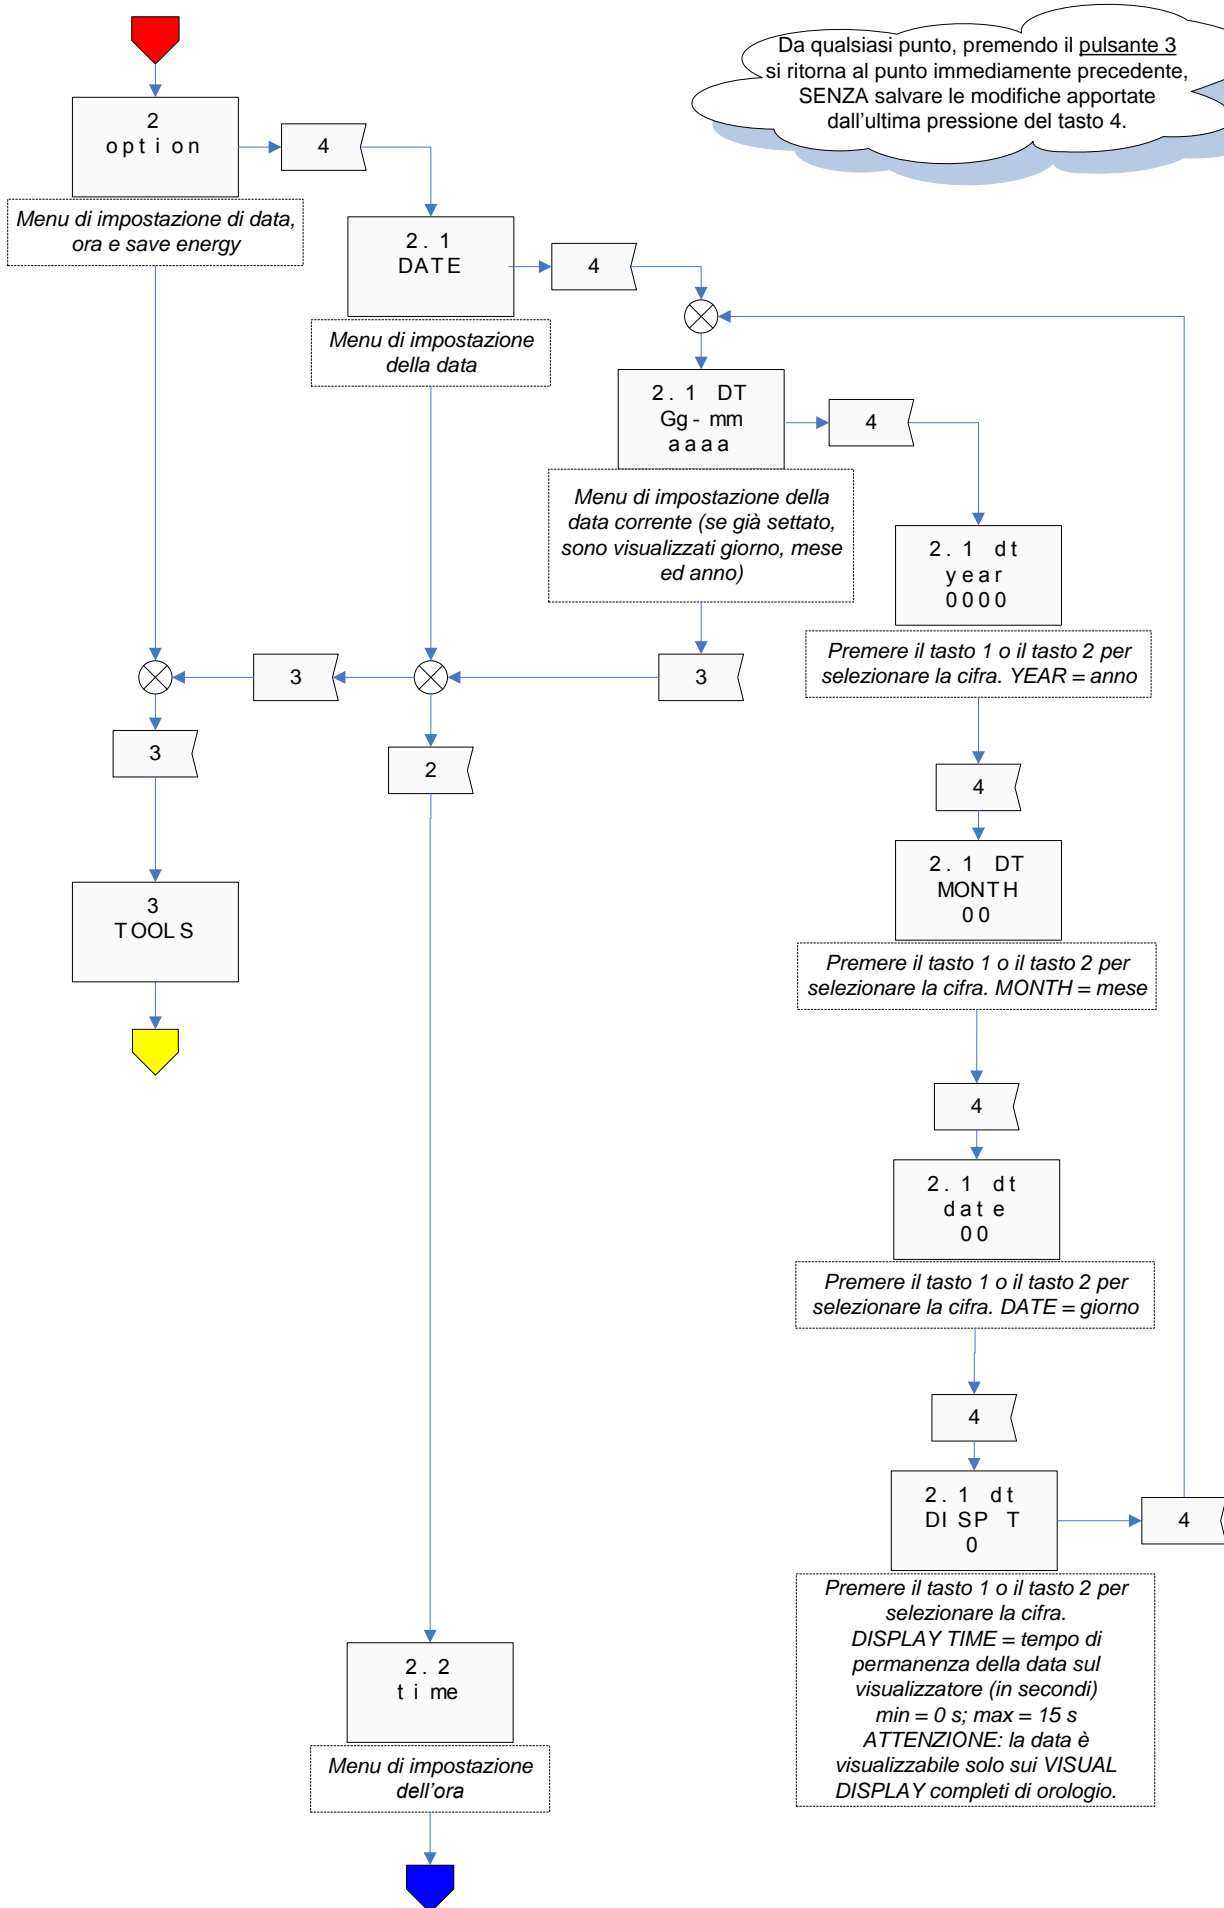 Da qualsiasi punto, premendo il pulsante 3
si ritorna al punto immediamente precedente,
SENZA salvare le modifiche apportate
dall'ultima pressione del tasto 4.
2
option
4
Menu di impostazione di data,
ora e save energy
2.1
DATE
4
Menu di impostazione
della data
2.1 DT
Gg-mm
aaaa
4
Menu di impostazione della
data corrente (se già settato,
sono visualizzati giorno, mese
ed anno)
2.1 dt
year
0000
Premere il tasto 1 o il tasto 2 per
selezionare la cifra. YEAR = anno
3
3
3
2
4
2.1 DT
MONTH
00
Premere il tasto 1 o il tasto 2 per
selezionare la cifra. MONTH = mese
3
TOOLS
4
2.1 dt
date
00
Premere il tasto 1 o il tasto 2 per
selezionare la cifra. DATE = giorno
4
2.1 dt
DISP T
0
4
Premere il tasto 1 o il tasto 2 per
selezionare la cifra.
DISPLAY TIME = tempo di
permanenza della data sul
visualizzatore (in secondi)
min = 0 s; max = 15 s
ATTENZIONE: la data è
visualizzabile solo sui VISUAL
DISPLAY completi di orologio.
2.2
time
Menu di impostazione
dell'ora